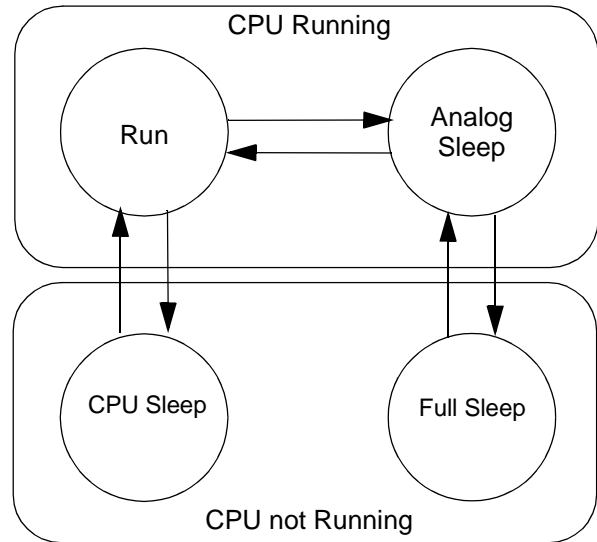 CPU Running
Run
Analog
Sleep
CPU Sleep
Full Sleep
CPU not Running